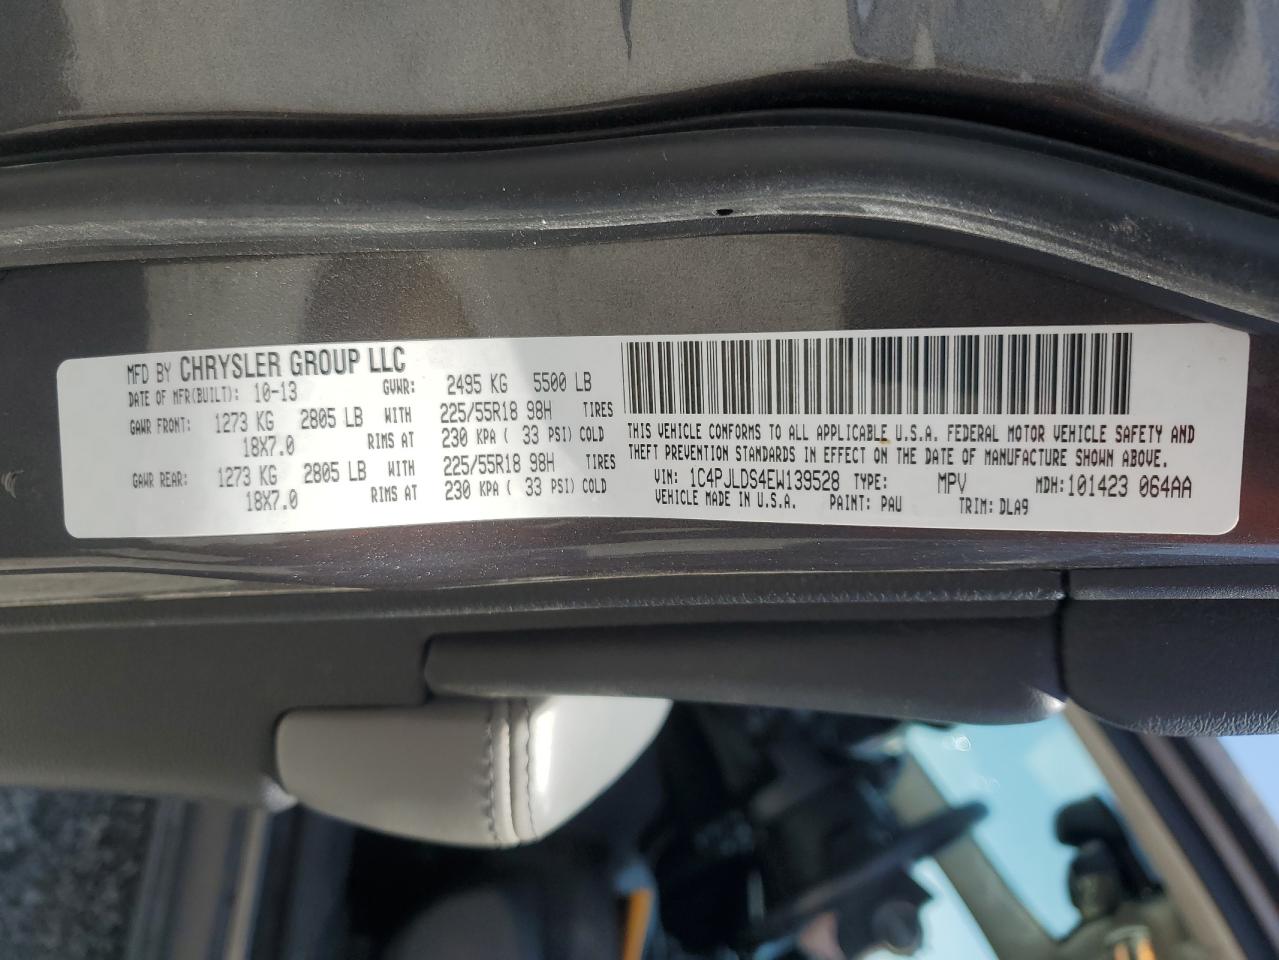 MFD BY CHRYSLER GROUP LLC
DATE OF MFR(BUILT): 10-13 GVWR: 2495 KG 5500 LB
GAWR FRONT: 1273 KG 2805 LB WITH 225/55R18 98H TIRES
18X7.0 RIMS AT 230 KPA ( 33 PSI) COLD
GAWR REAR: 1273 KG 2805 LB WITH 225/55R18 98H TIRES
18X7.0 RIMS AT 230 KPA ( 33 PSI) COLD
THIS VEHICLE CONFORMS TO ALL APPLICABLE U.S.A. FEDERAL MOTOR VEHICLE SAFETY AND
THEFT PREVENTION STANDARDS IN EFFECT ON THE DATE OF MANUFACTURE SHOWN ABOVE.
VIN: 1C4PJLDS4EW139528 TYPE: MPV MDH: 101423 064AA
VEHICLE MADE IN U.S.A. PAINT: PAU TRIM: DLA9